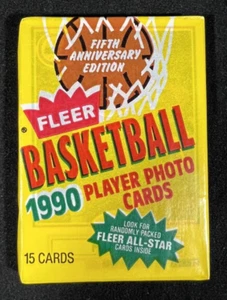 FIFTH
ANNIVERSARY
EDITION
FLEER
®
BASKETBALL
1990 PLAYER PHOTO
CARDS
LOOK FOR
RANDOMLY PACKED
FLEER ALL-STAR
CARDS INSIDE
15 CARDS